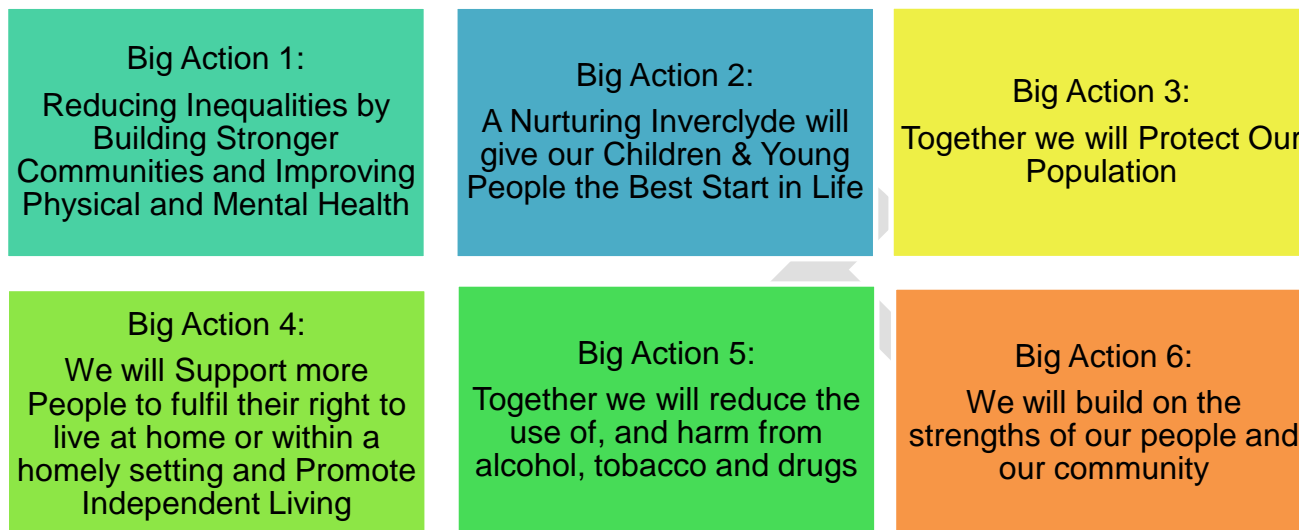 Big Action 1:
Reducing Inequalities by
Building Stronger
Communities and Improving
Physical and Mental Health
Big Action 2:
A Nurturing Inverclyde will
give our Children & Young
People the Best Start in Life
Big Action 3:
Together we will Protect Our
Population
Big Action 4:
We will Support more
People to fulfil their right to
live at home or within a
homely setting and Promote
Independent Living
Big Action 5:
Together we will reduce the
use of, and harm from
alcohol, tobacco and drugs
Big Action 6:
We will build on the
strengths of our people and
our community